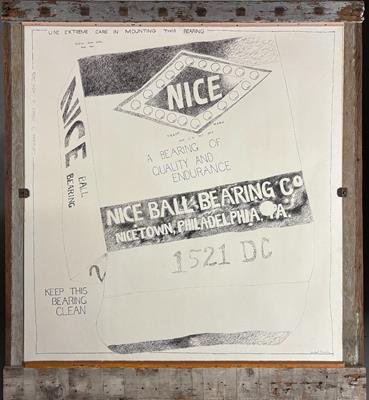 USE EXTREME CARE IN MOUNTING THIS BEARING
NICE
TRADE MARK
A BEARING OF
QUALITY AND
ENDURANCE
NICE BALL BEARING Co
NICETOWN, PHILADELPHIA. PA.
1521 DC
NICE
BALL
BEARING
2
KEEP THIS
BEARING
CLEAN